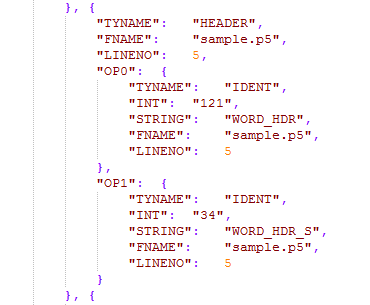 }, {
"TYNAME": "HEADER",
"FNAME": "sample.p5",
"LINENO": 5,
"OP0": {
"TYNAME": "IDENT",
"INT": "121",
"STRING": "WORD_HDR",
"FNAME": "sample.p5",
"LINENO": 5
},
"OP1": {
"TYNAME": "IDENT",
"INT": "34",
"STRING": "WORD_HDR_S",
"FNAME": "sample.p5",
"LINENO": 5
}
}, {